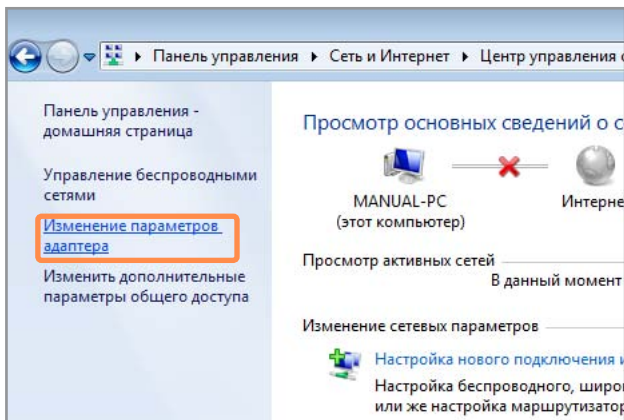 Панель управления ▸ Сеть и Интернет ▸ Центр управления
Панель управления -
домашняя страница
Управление беспроводными
сетями
Изменение параметров
адаптера
Изменить дополнительные
параметры общего доступа
Просмотр основных сведений о
MANUAL-PC
(этот компьютер)
Интерне
Просмотр активных сетей
В данный момент
Изменение сетевых параметров
Настройка нового подключения и
Настройка беспроводного, широ
или же настройка маршрутизатор